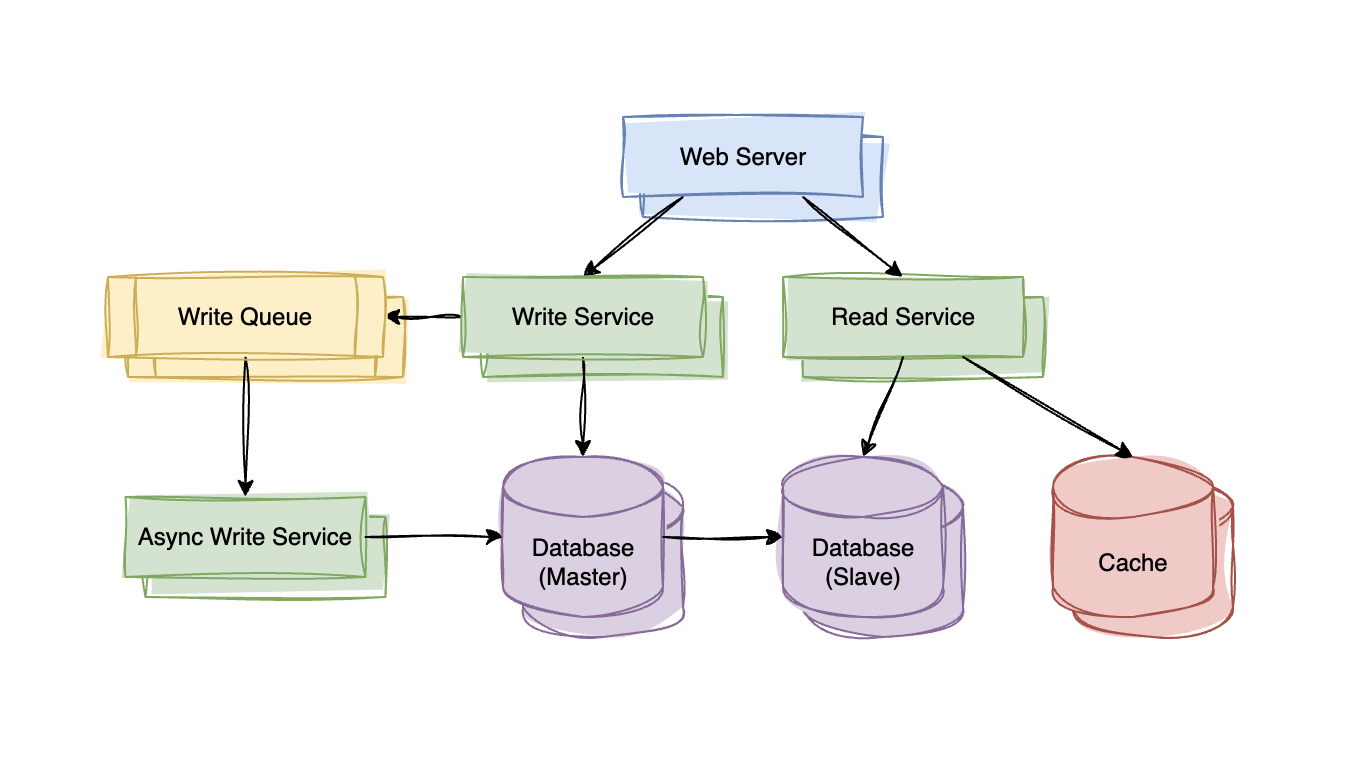 Web Server
Write Queue
Write Service
Read Service
Async Write Service
Database
(Master)
Database
(Slave)
Cache